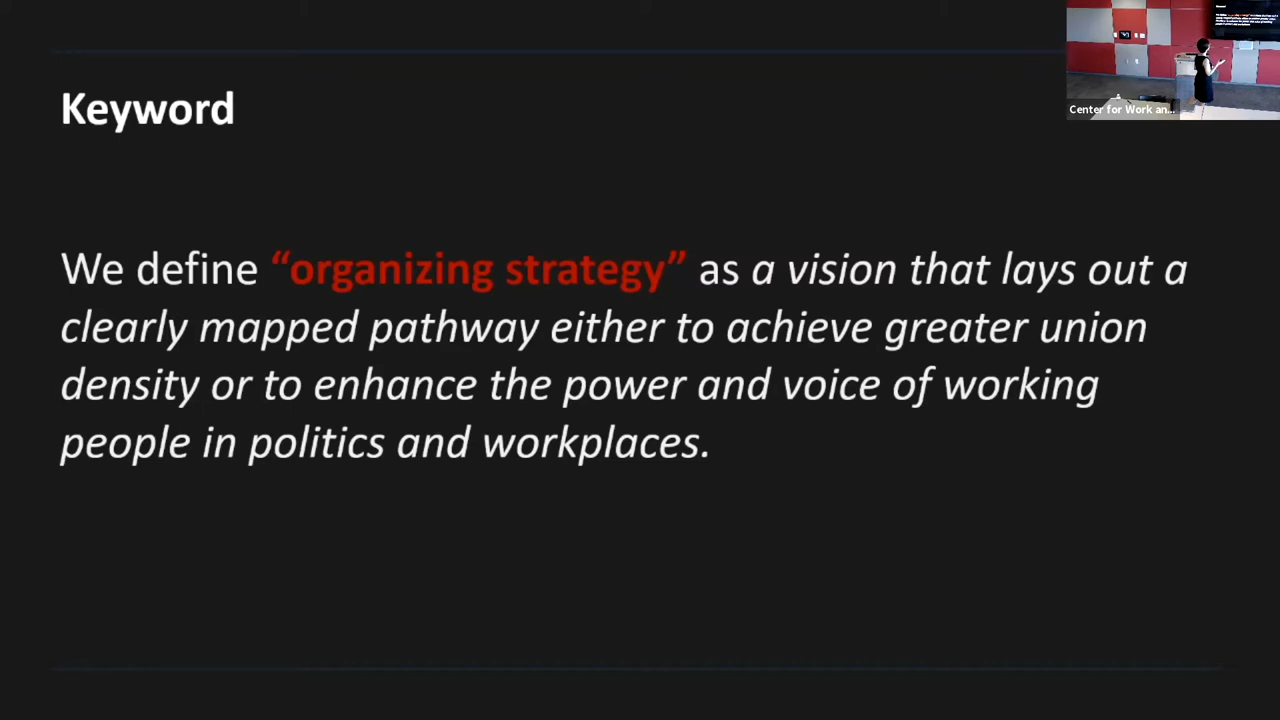 Keyword
We define “organizing strategy” as a vision that lays out a
clearly mapped pathway either to achieve greater union
density or to enhance the power and voice of working
people in politics and workplaces.
Center for Work an...